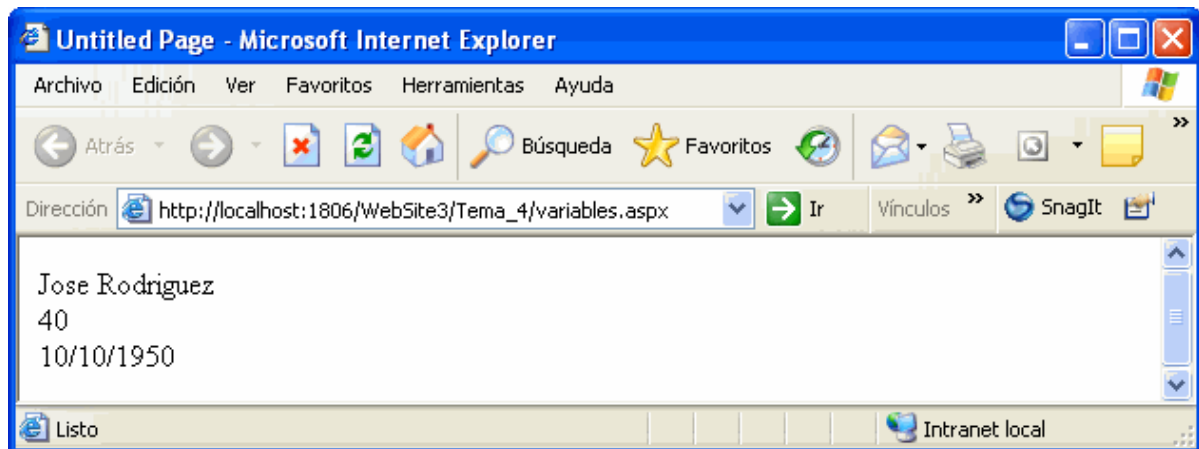 Untitled Page - Microsoft Internet Explorer
Archivo Edición Ver Favoritos Herramientas Ayuda
Atrás Búsqueda Favoritos »
Dirección http://localhost:1806/WebSite3/Tema_4/variables.aspx Ir Vínculos » SnagIt
Jose Rodriguez
40
10/10/1950
Listo Intranet local